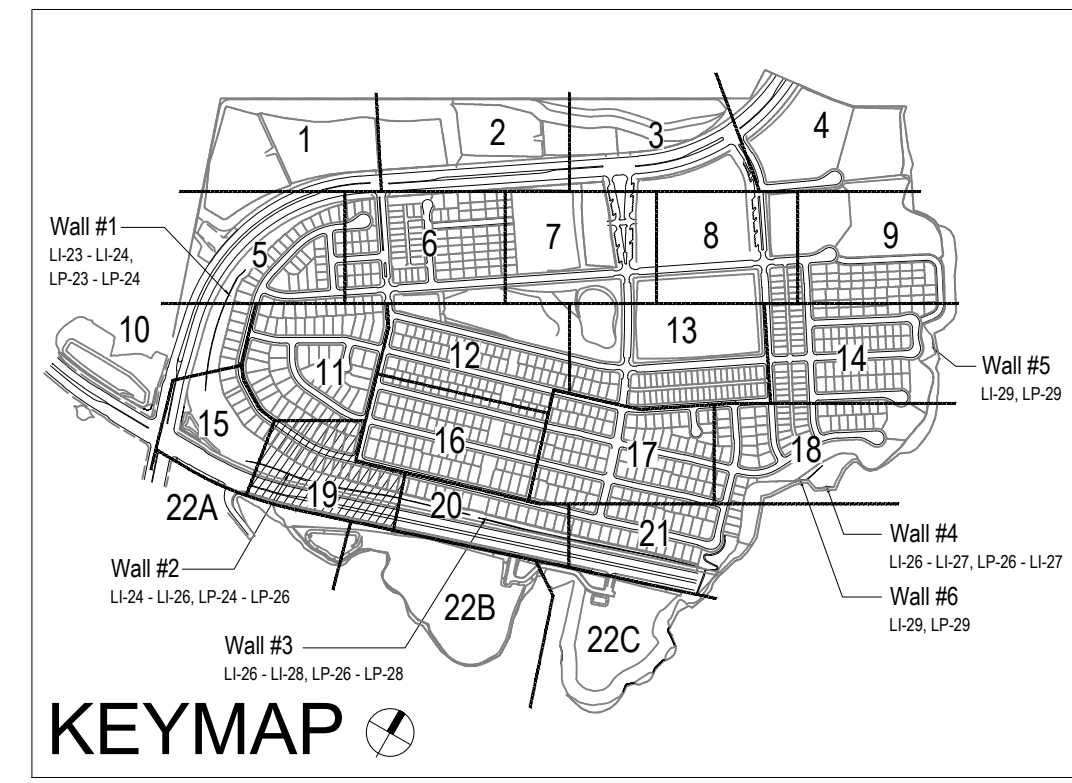 1
2
3
4
Wall #1
LI-23 - LI-24,
LP-23 - LP-24
5
6
7
8
9
10
11
12
13
14
Wall #5
LI-29, LP-29
15
16
17
18
19
20
21
22A
Wall #2
LI-24 - LI-26, LP-24 - LP-26
22B
Wall #4
LI-26 - LI-27, LP-26 - LI-27
Wall #6
LI-29, LP-29
Wall #3
LI-26 - LI-28, LP-26 - LP-28
22C
KEYMAP